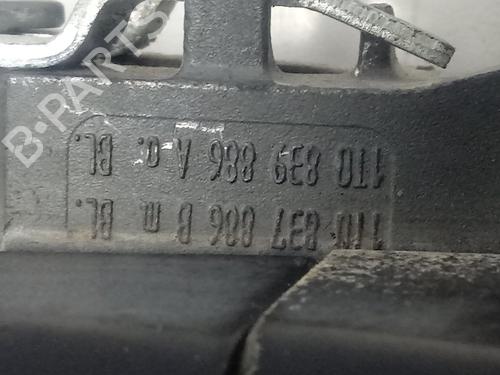 B-PARTS
1T0 837 886 B m BL.
1T0 839 886 A o. BL.